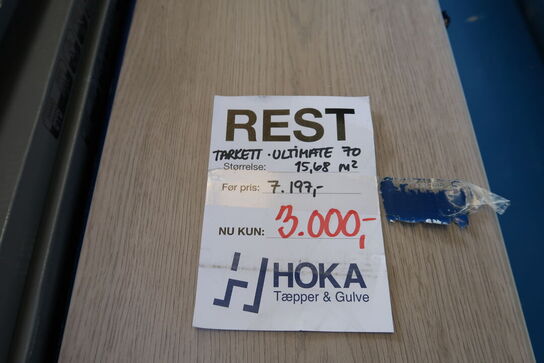 REST
TARKETT · ULTIMATE 70
Størrelse: 15,68 m²
Før pris: 7.197,-
NU KUN: 3.000,-
HOKA
Tæpper & Gulve